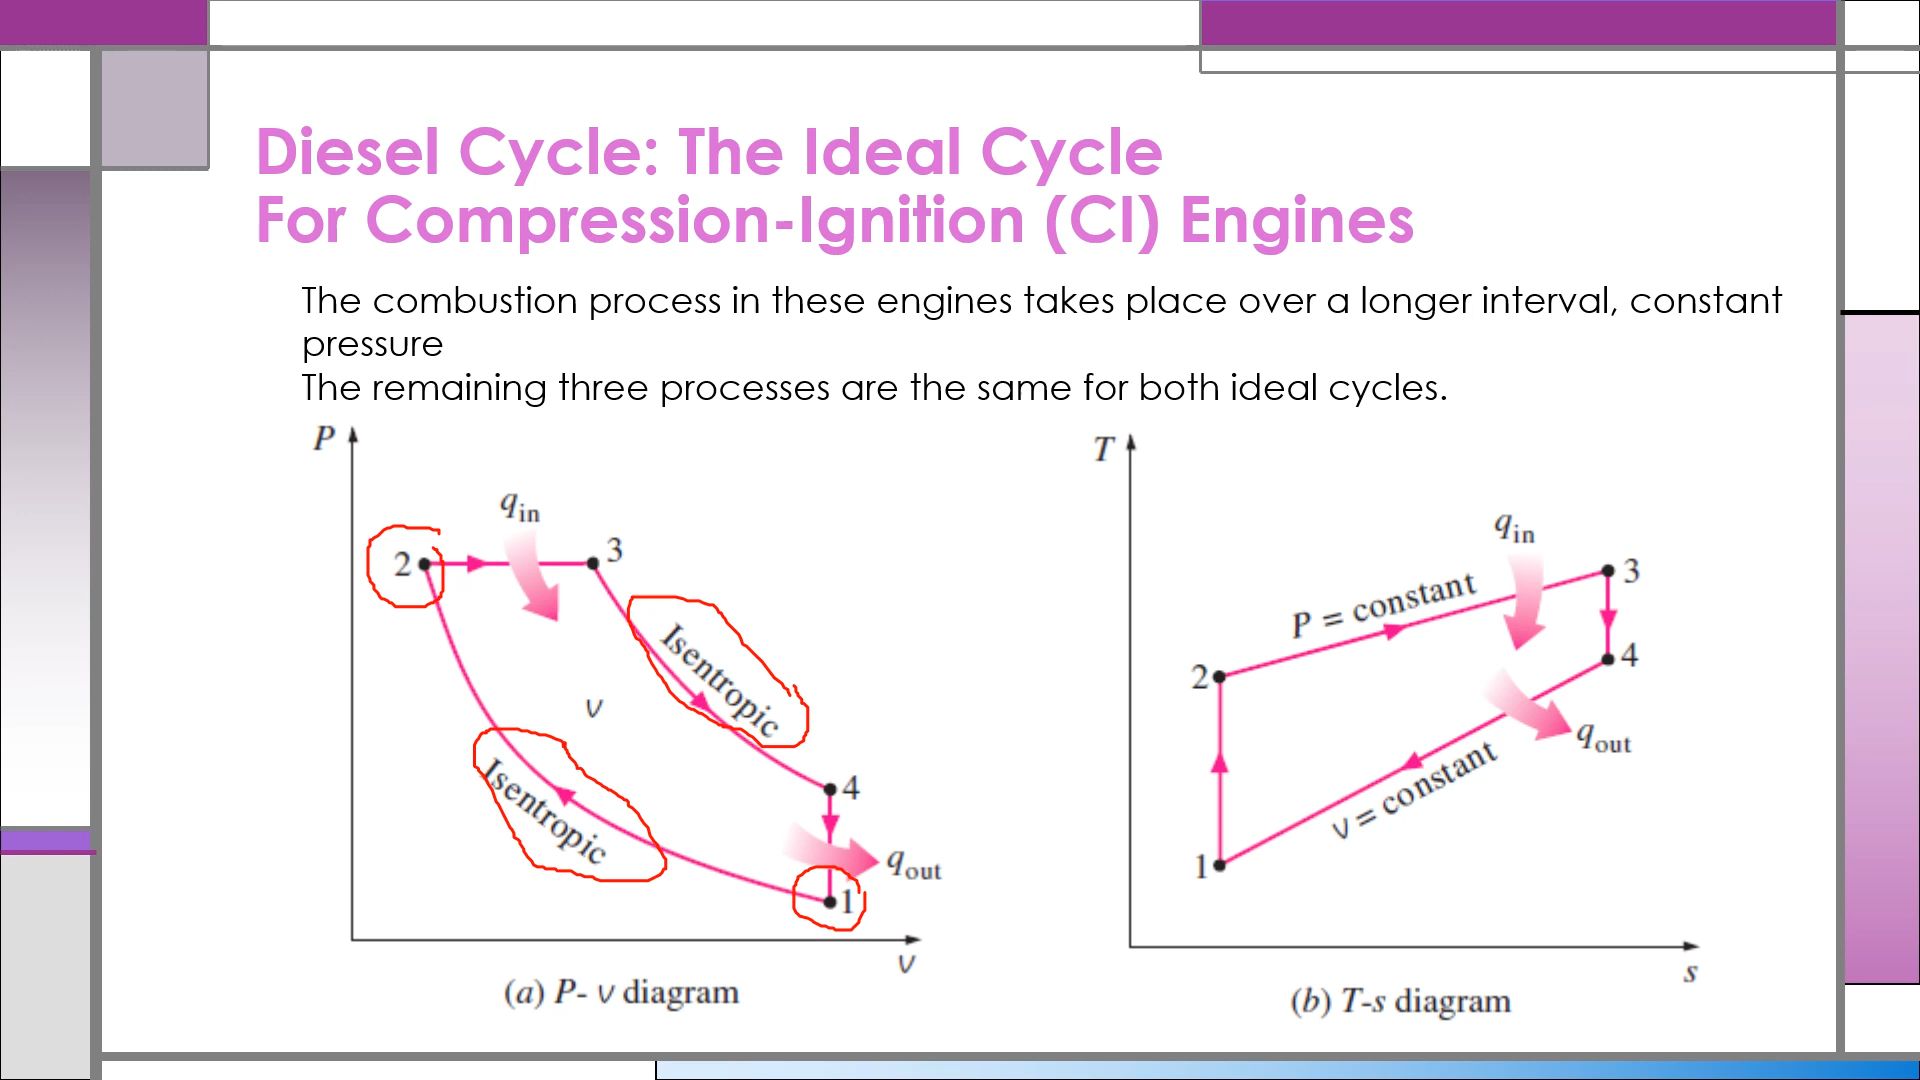 Diesel Cycle: The Ideal Cycle
For Compression-Ignition (CI) Engines
The combustion process in these engines takes place over a longer interval, constant
pressure
The remaining three processes are the same for both ideal cycles.
P
q_in
2
3
Isentropic
v
Isentropic
4
q_out
1
v
(a) P- v diagram
T
q_in
3
P = constant
2
4
q_out
v = constant
1
s
(b) T-s diagram